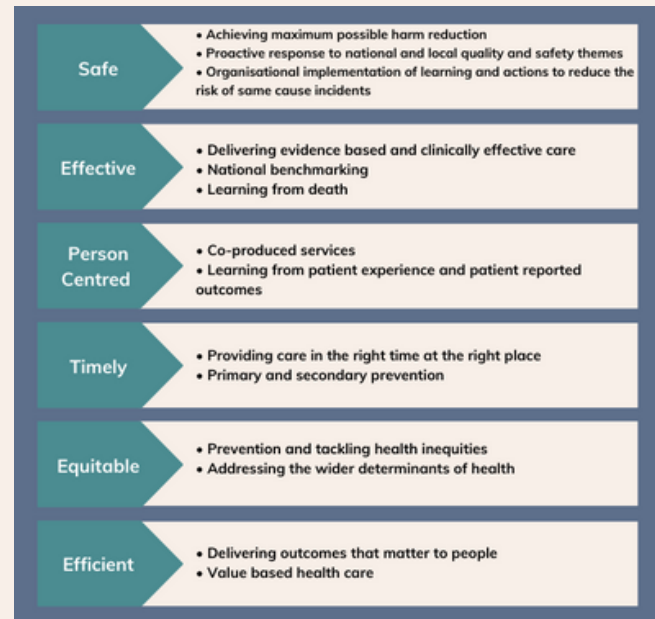 Safe
• Achieving maximum possible harm reduction
• Proactive response to national and local quality and safety themes
• Organisational implementation of learning and actions to reduce the
risk of same cause incidents
Effective
• Delivering evidence based and clinically effective care
• National benchmarking
• Learning from death
Person
Centred
• Co-produced services
• Learning from patient experience and patient reported
outcomes
Timely
• Providing care in the right time at the right place
• Primary and secondary prevention
Equitable
• Prevention and tackling health inequities
• Addressing the wider determinants of health
Efficient
• Delivering outcomes that matter to people
• Value based health care